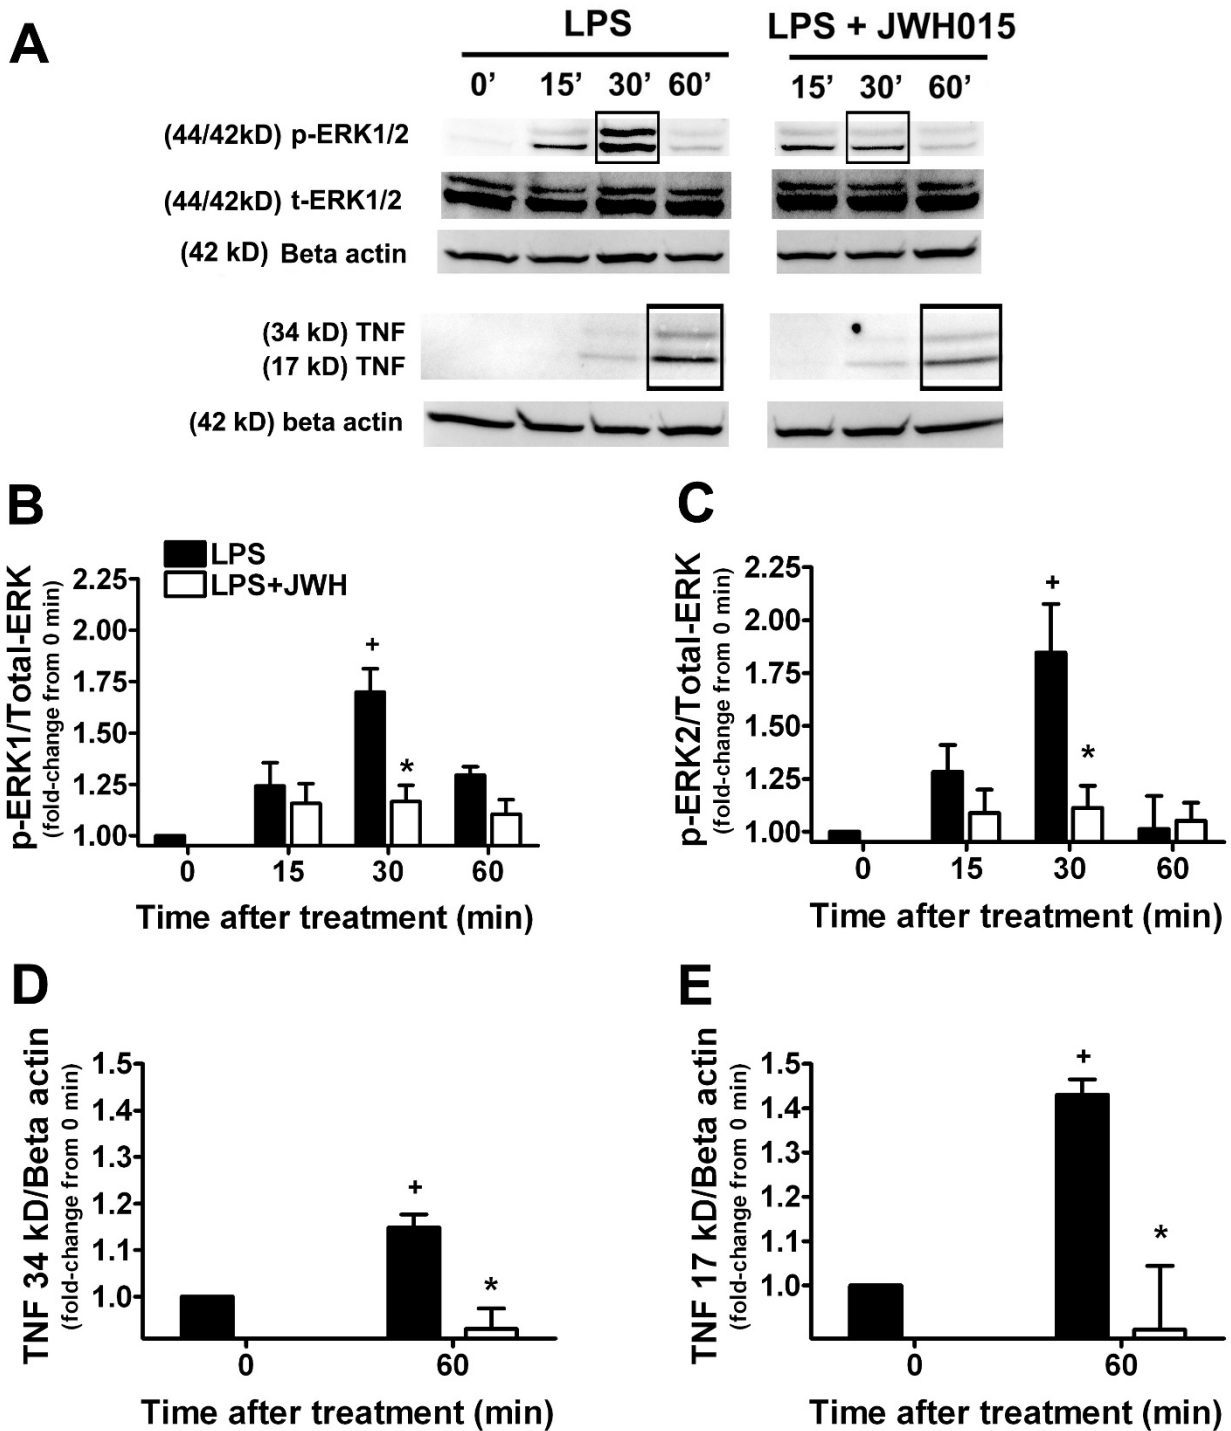 A
LPS
LPS + JWH015
0’ 15’ 30’ 60’ 15’ 30’ 60’
(44/42kD) p-ERK1/2
(44/42kD) t-ERK1/2
(42 kD) Beta actin
(34 kD) TNF
(17 kD) TNF
(42 kD) beta actin
B
LPS
LPS+JWH
p-ERK1/Total-ERK
(fold-change from 0 min)
2.25
2.00
1.75
1.50
1.25
1.00
+
*
0 15 30 60
Time after treatment (min)
C
p-ERK2/Total-ERK
(fold-change from 0 min)
2.25
2.00
1.75
1.50
1.25
1.00
+
*
0 15 30 60
Time after treatment (min)
D
TNF 34 kD/Beta actin
(fold-change from 0 min)
1.5
1.4
1.3
1.2
1.1
1.0
+
*
0 60
Time after treatment (min)
E
TNF 17 kD/Beta actin
(fold-change from 0 min)
1.5
1.4
1.3
1.2
1.1
1.0
+
*
0 60
Time after treatment (min)